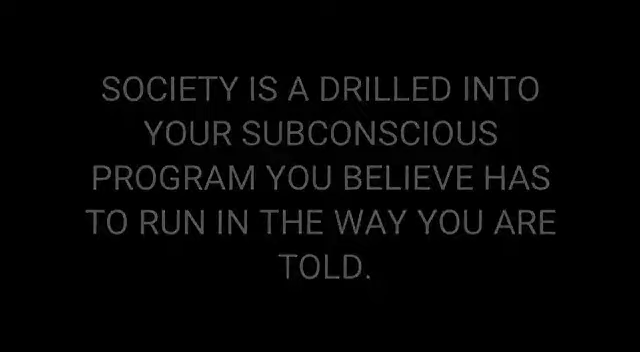 SOCIETY IS A DRILLED INTO
YOUR SUBCONSCIOUS
PROGRAM YOU BELIEVE HAS
TO RUN IN THE WAY YOU ARE
TOLD.